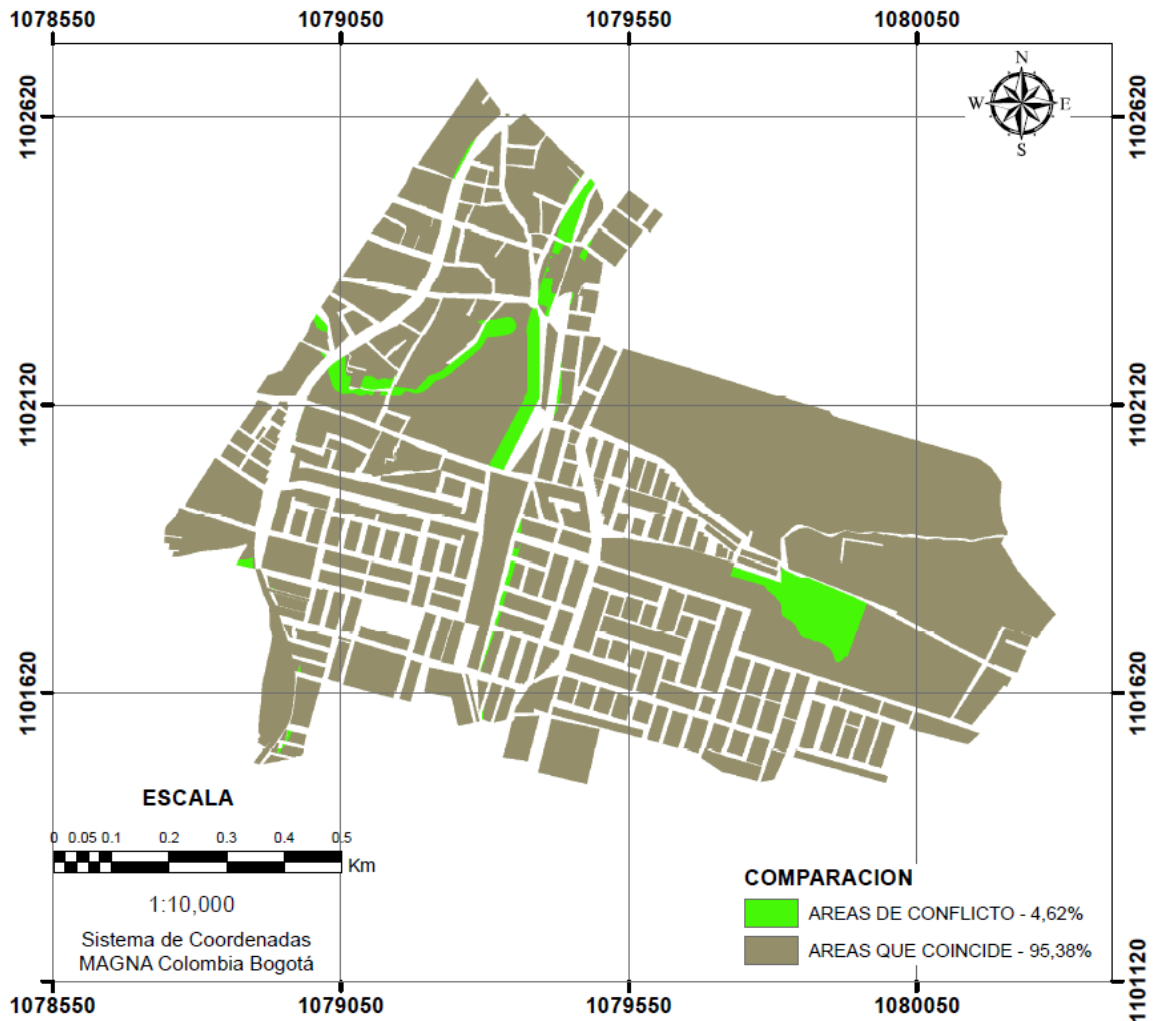 1078550 1079050 1079550 1080050
N
W E
S
1102620 1102620
1102120 1102120
1101620 1101620
ESCALA
0 0.05 0.1 0.2 0.3 0.4 0.5
Km
1:10,000
Sistema de Coordenadas
MAGNA Colombia Bogotá
COMPARACION
AREAS DE CONFLICTO - 4,62%
AREAS QUE COINCIDE - 95,38%
1101120
1078550 1079050 1079550 1080050